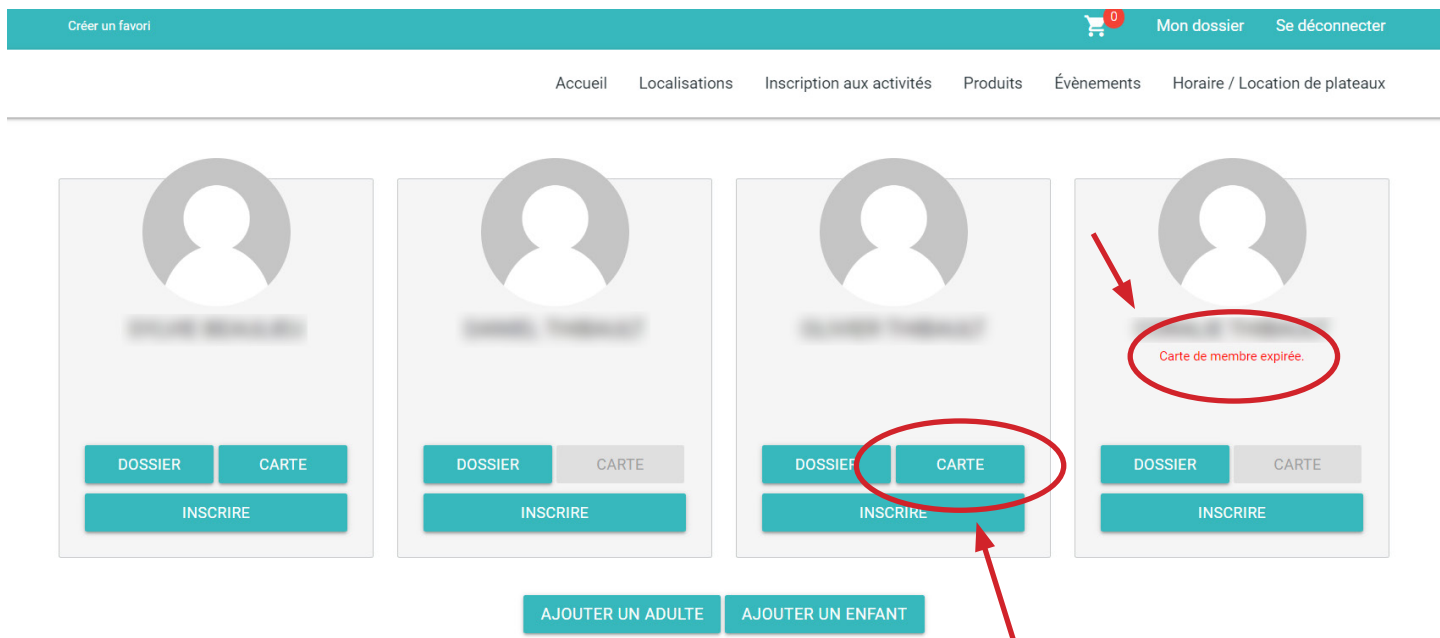 Créer un favori
0
Mon dossier
Se déconnecter
Accueil
Localisations
Inscription aux activités
Produits
Évènements
Horaire / Location de plateaux
Carte de membre expirée.
DOSSIER
CARTE
INSCRIRE
DOSSIER
CARTE
INSCRIRE
DOSSIER
CARTE
INSCRIRE
DOSSIER
CARTE
INSCRIRE
AJOUTER UN ADULTE
AJOUTER UN ENFANT